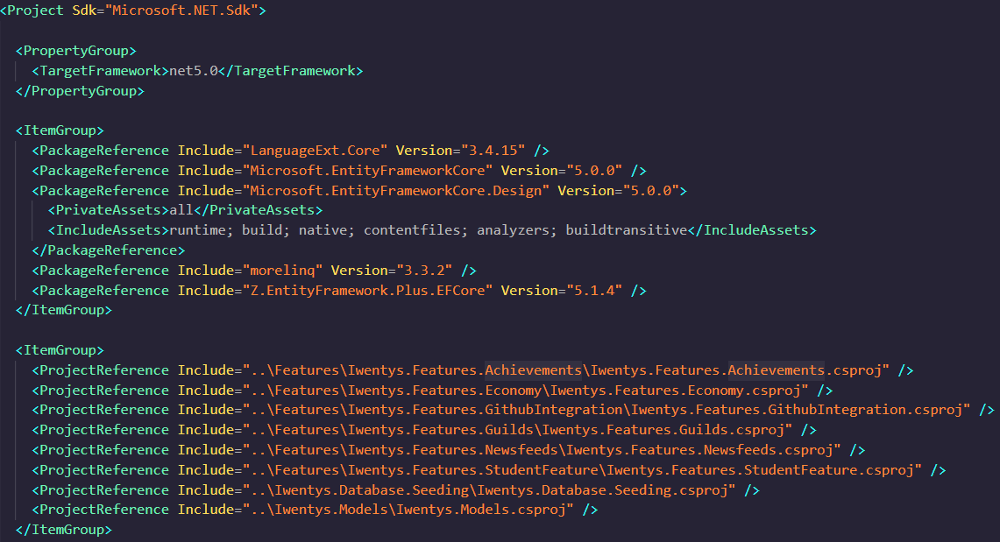 <Project Sdk="Microsoft.NET.Sdk">
<PropertyGroup>
<TargetFramework>net5.0</TargetFramework>
</PropertyGroup>
<ItemGroup>
<PackageReference Include="LanguageExt.Core" Version="3.4.15" />
<PackageReference Include="Microsoft.EntityFrameworkCore" Version="5.0.0" />
<PackageReference Include="Microsoft.EntityFrameworkCore.Design" Version="5.0.0">
<PrivateAssets>all</PrivateAssets>
<IncludeAssets>runtime; build; native; contentfiles; analyzers; buildtransitive</IncludeAssets>
</PackageReference>
<PackageReference Include="morelinq" Version="3.3.2" />
<PackageReference Include="Z.EntityFramework.Plus.EFCore" Version="5.1.4" />
</ItemGroup>
<ItemGroup>
<ProjectReference Include="..\Features\Iwentys.Features.Achievements\Iwentys.Features.Achievements.csproj" />
<ProjectReference Include="..\Features\Iwentys.Features.Economy\Iwentys.Features.Economy.csproj" />
<ProjectReference Include="..\Features\Iwentys.Features.GithubIntegration\Iwentys.Features.GithubIntegration.csproj" />
<ProjectReference Include="..\Features\Iwentys.Features.Guilds\Iwentys.Features.Guilds.csproj" />
<ProjectReference Include="..\Features\Iwentys.Features.Newsfeeds\Iwentys.Features.Newsfeeds.csproj" />
<ProjectReference Include="..\Features\Iwentys.Features.StudentFeature\Iwentys.Features.StudentFeature.csproj" />
<ProjectReference Include="..\Iwentys.Database.Seeding\Iwentys.Database.Seeding.csproj" />
<ProjectReference Include="..\Iwentys.Models\Iwentys.Models.csproj" />
</ItemGroup>